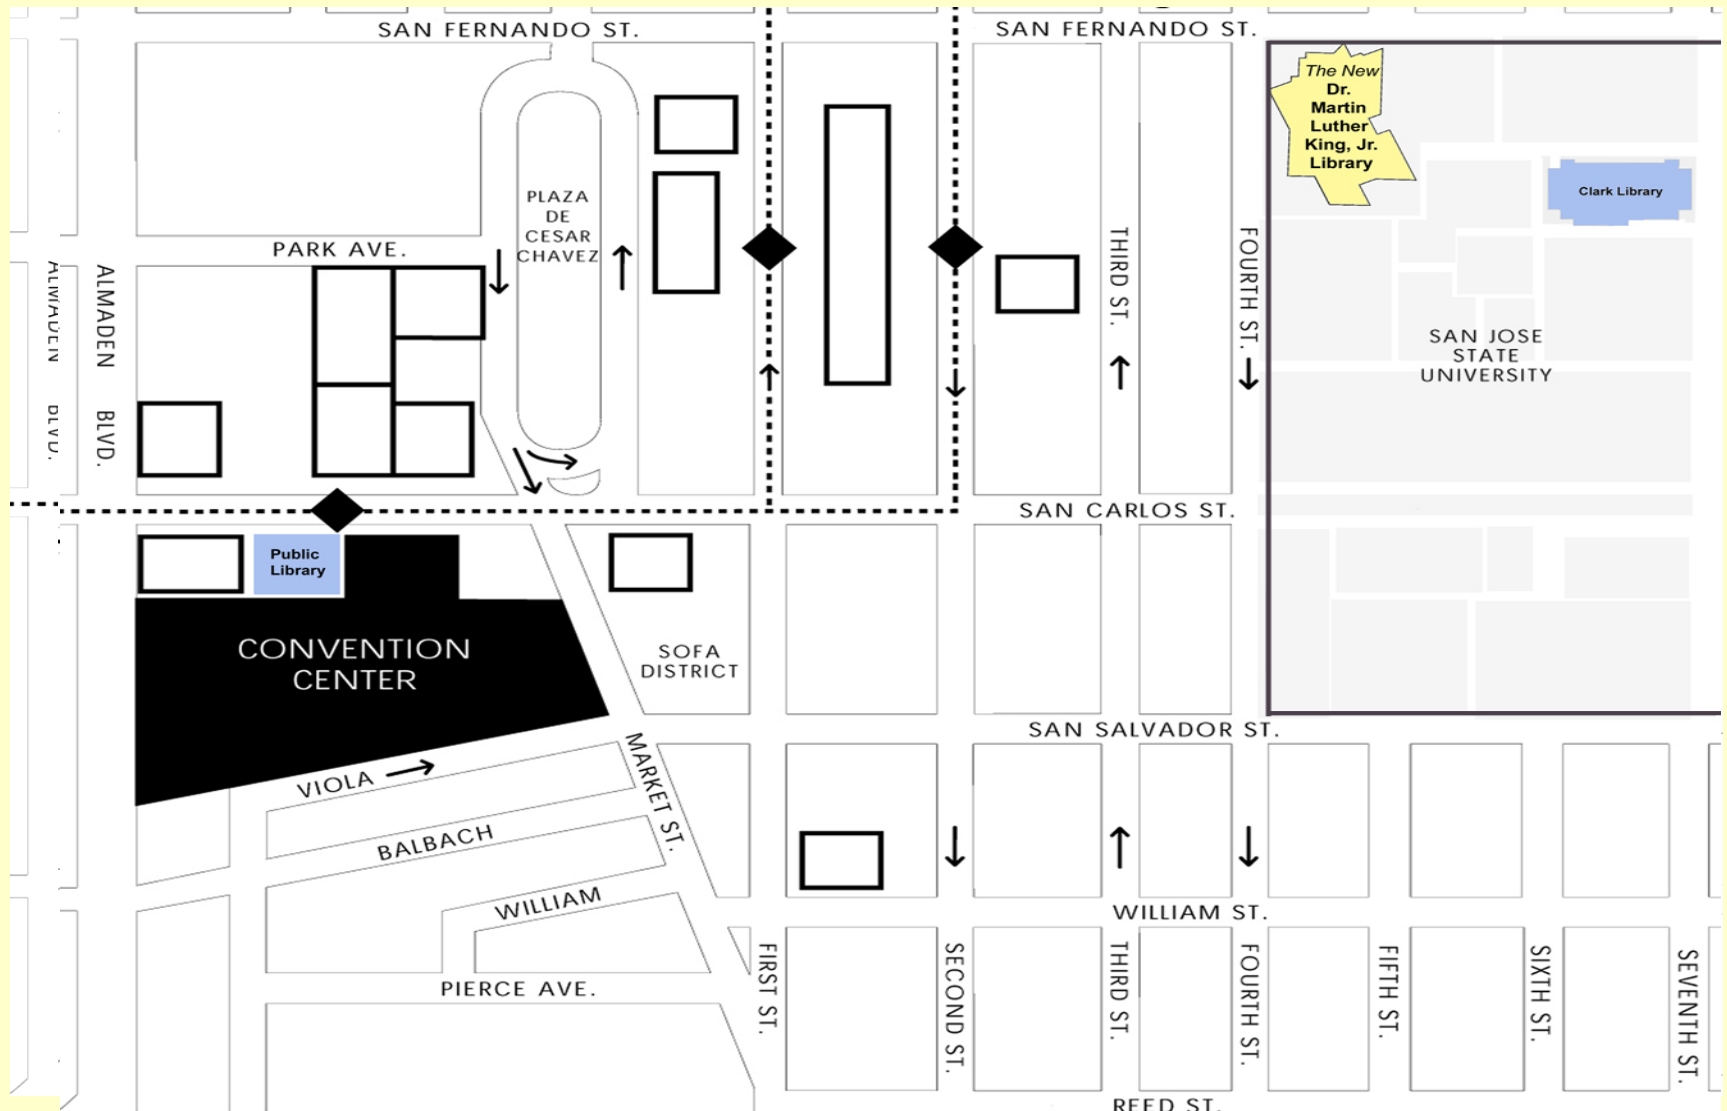 SAN FERNANDO ST.
SAN FERNANDO ST.
The New
Dr.
Martin
Luther
King, Jr.
Library
Clark Library
PLAZA
DE
CESAR
CHAVEZ
PARK AVE.
ALMADEN BLVD.
ALMADEN BLVD.
THIRD ST.
FOURTH ST.
SAN JOSE
STATE
UNIVERSITY
SAN CARLOS ST.
Public
Library
CONVENTION
CENTER
SOFA
DISTRICT
SAN SALVADOR ST.
MARKET ST.
VIOLA
BALBACH
WILLIAM
WILLIAM ST.
PIERCE AVE.
FIRST ST.
SECOND ST.
THIRD ST.
FOURTH ST.
FIFTH ST.
SIXTH ST.
SEVENTH ST.
REED ST.